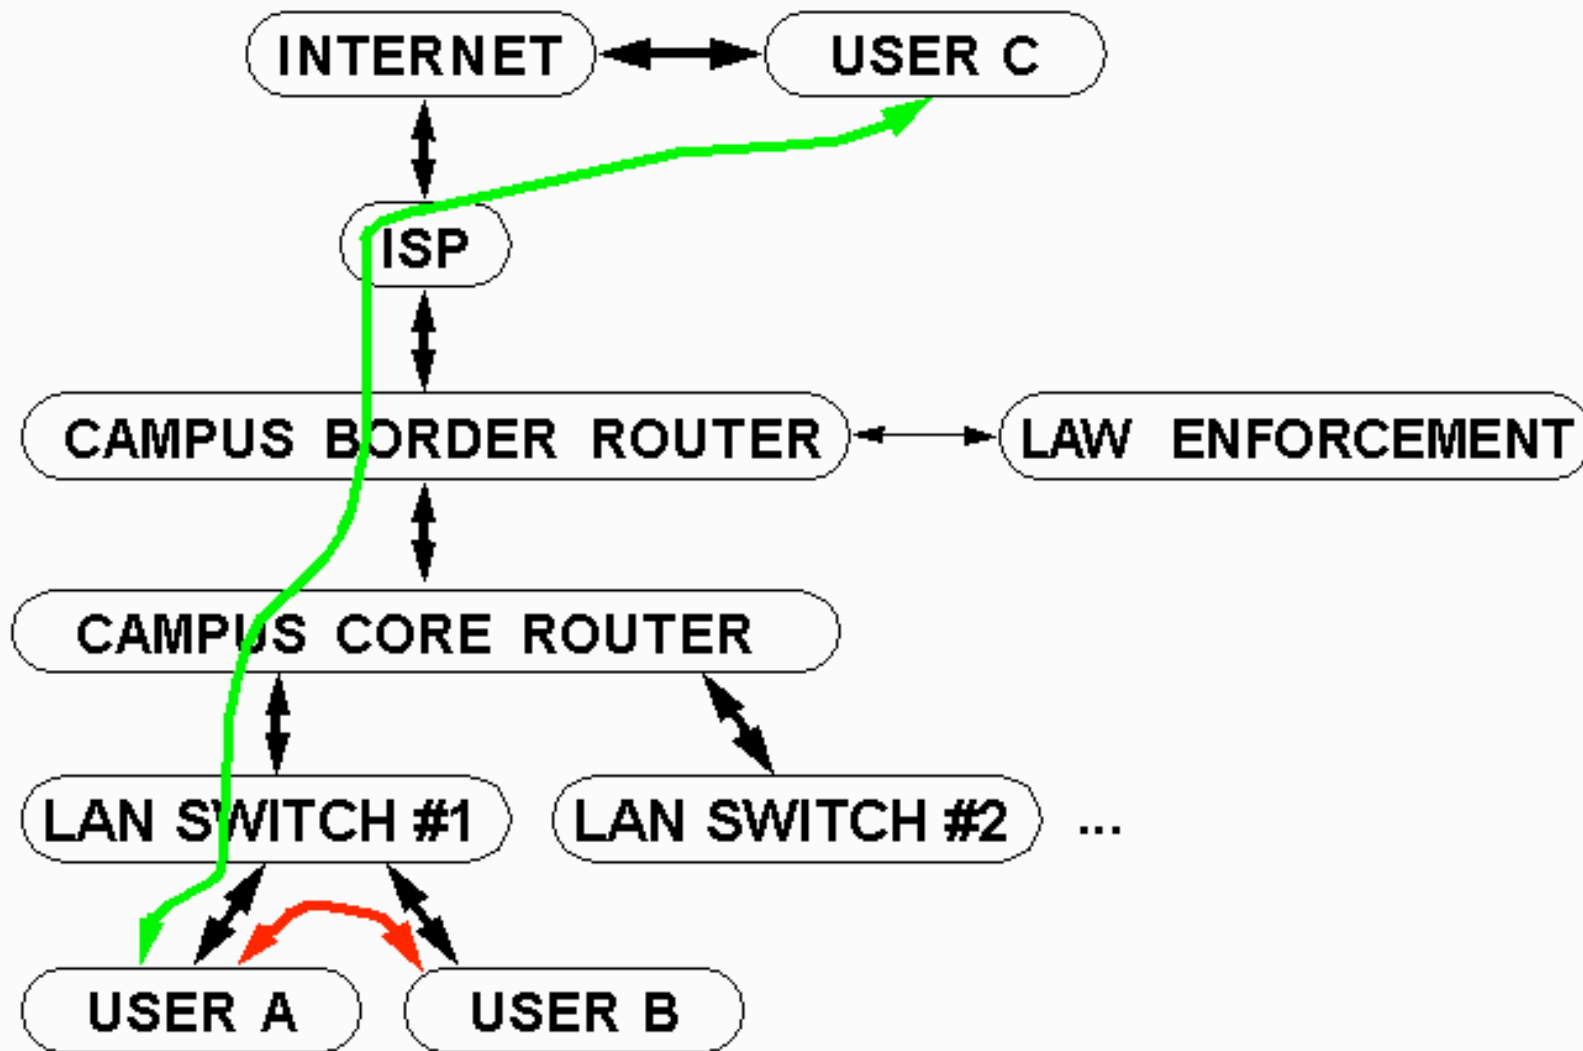 INTERNET
USER C
ISP
CAMPUS BORDER ROUTER
LAW ENFORCEMENT
CAMPUS CORE ROUTER
LAN SWITCH #1
LAN SWITCH #2
...
USER A
USER B